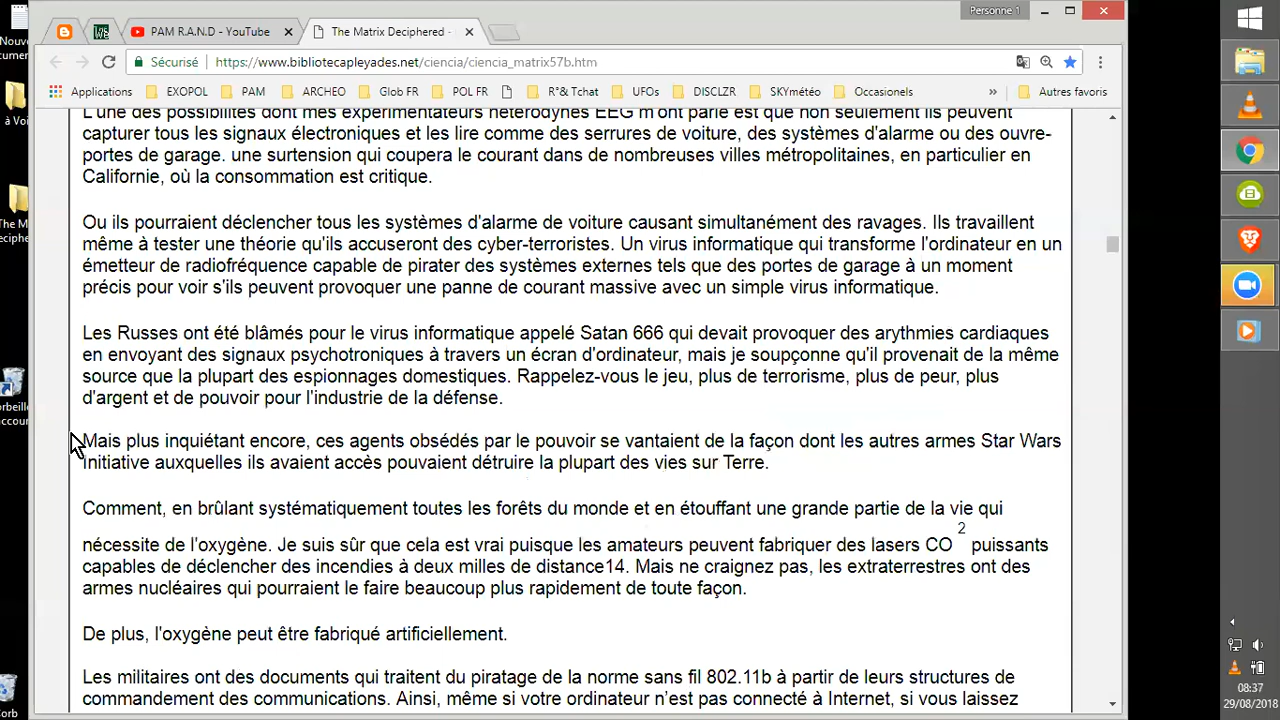 Personne 1
PAM R.A.N.D - YouTube
The Matrix Deciphered -
Sécurisé
https://www.bibliotecapleyades.net/ciencia/ciencia_matrix57b.htm
Applications EXOPOL PAM ARCHEO Glob FR POL FR R°& Tchat UFOs DISCLZR SKYmétéo Occasionels » Autres favoris
L'une des possibilités dont mes expérimentateurs hétérodynes EEG m'ont parlé est que non seulement ils peuvent
capturer tous les signaux électroniques et les lire comme des serrures de voiture, des systèmes d'alarme ou des ouvre-
portes de garage. une surtension qui coupera le courant dans de nombreuses villes métropolitaines, en particulier en
Californie, où la consommation est critique.
Ou ils pourraient déclencher tous les systèmes d'alarme de voiture causant simultanément des ravages. Ils travaillent
même à tester une théorie qu'ils accuseront des cyber-terroristes. Un virus informatique qui transforme l'ordinateur en un
émetteur de radiofréquence capable de pirater des systèmes externes tels que des portes de garage à un moment
précis pour voir s'ils peuvent provoquer une panne de courant massive avec un simple virus informatique.
Les Russes ont été blâmés pour le virus informatique appelé Satan 666 qui devait provoquer des arythmies cardiaques
en envoyant des signaux psychotroniques à travers un écran d'ordinateur, mais je soupçonne qu'il provenait de la même
source que la plupart des espionnages domestiques. Rappelez-vous le jeu, plus de terrorisme, plus de peur, plus
d'argent et de pouvoir pour l'industrie de la défense.
Mais plus inquiétant encore, ces agents obsédés par le pouvoir se vantaient de la façon dont les autres armes Star Wars
Initiative auxquelles ils avaient accès pouvaient détruire la plupart des vies sur Terre.
Comment, en brûlant systématiquement toutes les forêts du monde et en étouffant une grande partie de la vie qui
nécessite de l'oxygène. Je suis sûr que cela est vrai puisque les amateurs peuvent fabriquer des lasers CO 2 puissants
capables de déclencher des incendies à deux milles de distance14. Mais ne craignez pas, les extraterrestres ont des
armes nucléaires qui pourraient le faire beaucoup plus rapidement de toute façon.
De plus, l'oxygène peut être fabriqué artificiellement.
Les militaires ont des documents qui traitent du piratage de la norme sans fil 802.11b à partir de leurs structures de
commandement des communications. Ainsi, même si votre ordinateur n'est pas connecté à Internet, si vous laissez
08:37
29/08/2018